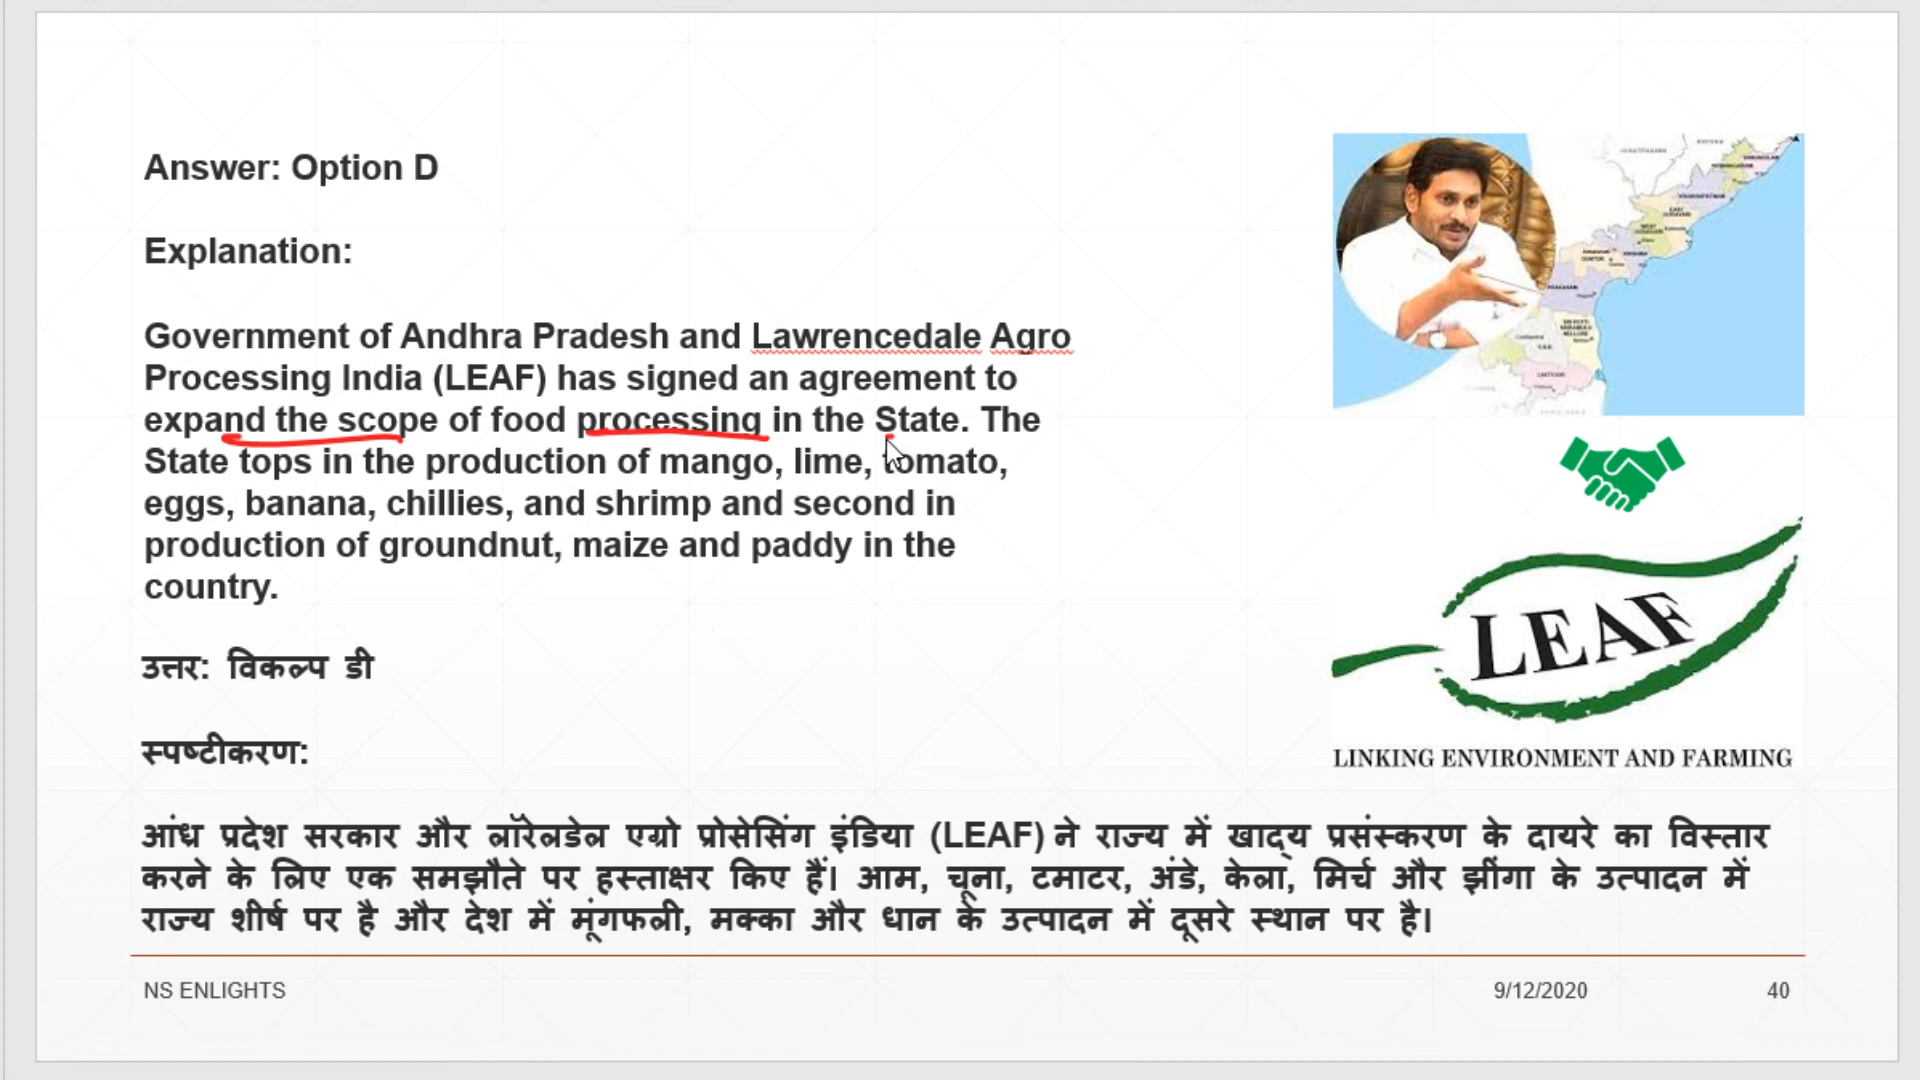 Answer: Option D
Explanation:
Government of Andhra Pradesh and Lawrencedale Agro
Processing India (LEAF) has signed an agreement to
expand the scope of food processing in the State. The
State tops in the production of mango, lime, tomato,
eggs, banana, chillies, and shrimp and second in
production of groundnut, maize and paddy in the
country.
उत्तर: विकल्प डी
स्पष्टीकरण:
आंध्र प्रदेश सरकार और लॉरेलडेल एग्रो प्रोसेसिंग इंडिया (LEAF) ने राज्य में खाद्य प्रसंस्करण के दायरे का विस्तार
करने के लिए एक समझौते पर हस्ताक्षर किए हैं। आम, चूना, टमाटर, अंडे, केला, मिर्च और झींगा के उत्पादन में
राज्य शीर्ष पर है और देश में मूंगफली, मक्का और धान के उत्पादन में दूसरे स्थान पर है।
LEAF
LINKING ENVIRONMENT AND FARMING
NS ENLIGHTS
9/12/2020
40